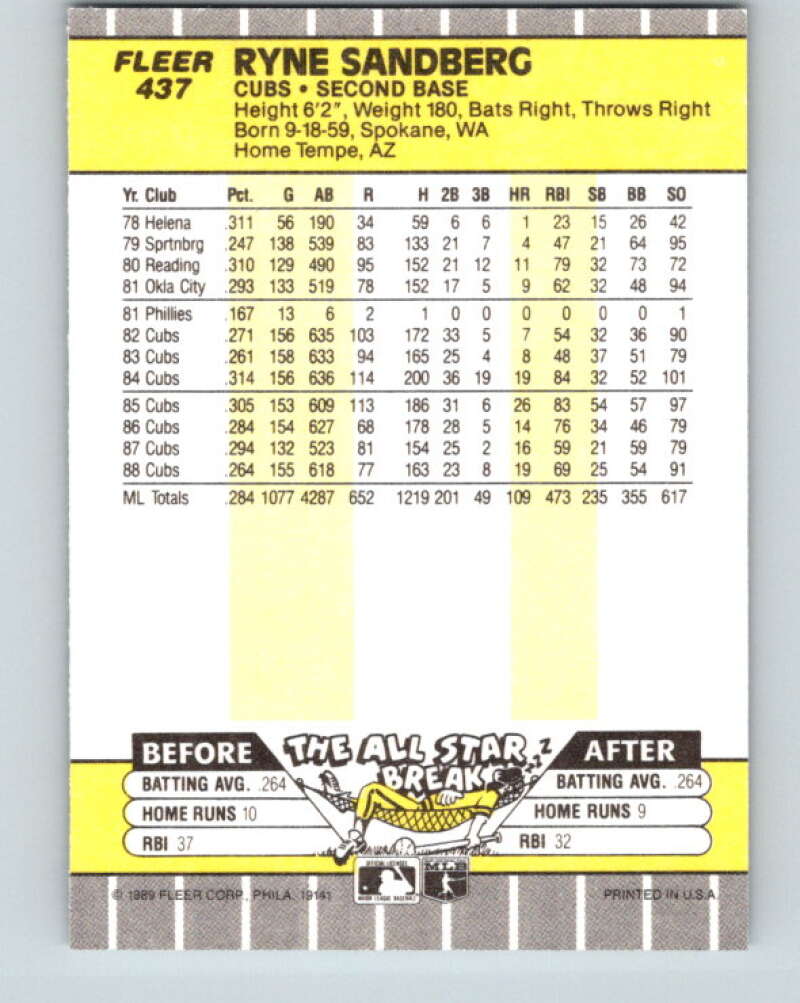 FLEER
437
RYNE SANDBERG
CUBS • SECOND BASE
Height 6'2", Weight 180, Bats Right, Throws Right
Born 9-18-59, Spokane, WA
Home Tempe, AZ
Yr. Club Pct. G AB R H 2B 3B HR RBI SB BB SO
78 Helena .311 56 190 34 59 6 6 1 23 15 26 42
79 Sprtnbrg .247 138 539 83 133 21 7 4 47 21 64 95
80 Reading .310 129 490 95 152 21 12 11 79 32 73 72
81 Okla City .293 133 519 78 152 17 5 9 62 32 48 94
81 Phillies .167 13 6 2 1 0 0 0 0 0 0 1
82 Cubs .271 156 635 103 172 33 5 7 54 32 36 90
83 Cubs .261 158 633 94 165 25 4 8 48 37 51 79
84 Cubs .314 156 636 114 200 36 19 19 84 32 52 101
85 Cubs .305 153 609 113 186 31 6 26 83 54 57 97
86 Cubs .284 154 627 68 178 28 5 14 76 34 46 79
87 Cubs .294 132 523 81 154 25 2 16 59 21 59 79
88 Cubs .264 155 618 77 163 23 8 19 69 25 54 91
ML Totals .284 1077 4287 652 1219 201 49 109 473 235 355 617
BEFORE THE ALL STAR BREAK zzZ AFTER
BATTING AVG. .264 BATTING AVG. .264
HOME RUNS 10 HOME RUNS 9
RBI 37 RBI 32
OFFICIAL LICENSEE
MAJOR LEAGUE BASEBALL
MLB
© 1989 FLEER CORP., PHILA. 19141 PRINTED IN U.S.A.